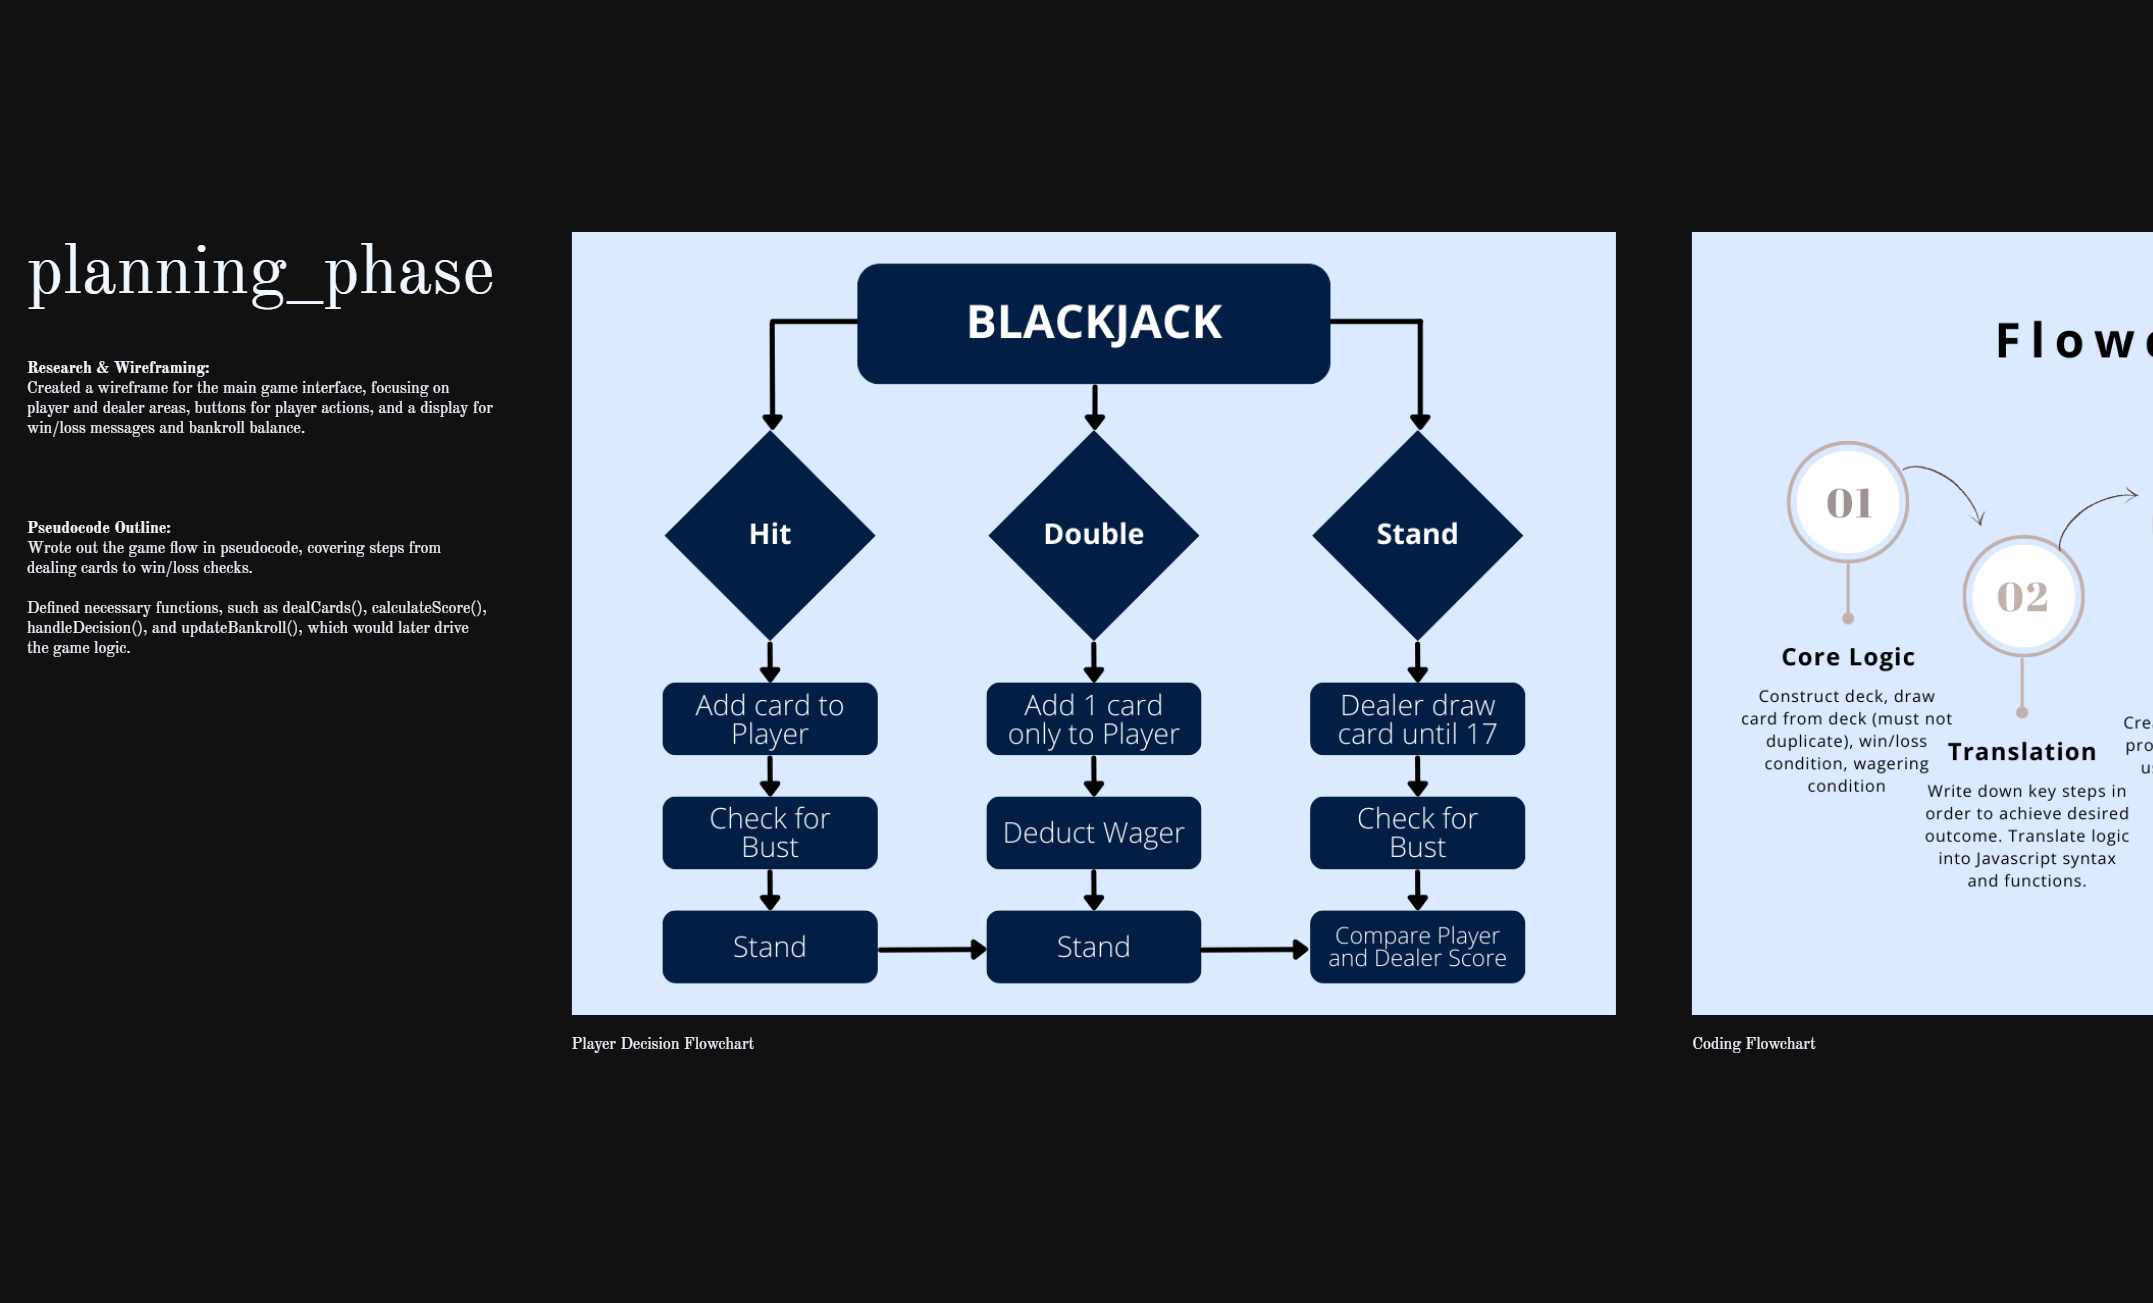 planning_phase
Research & Wireframing:
Created a wireframe for the main game interface, focusing on
player and dealer areas, buttons for player actions, and a display for
win/loss messages and bankroll balance.
Pseudocode Outline:
Wrote out the game flow in pseudocode, covering steps from
dealing cards to win/loss checks.
Defined necessary functions, such as dealCards(), calculateScore(),
handleDecision(), and updateBankroll(), which would later drive
the game logic.
BLACKJACK
Hit
Double
Stand
Add card to
Player
Add 1 card
only to Player
Dealer draw
card until 17
Check for
Bust
Deduct Wager
Check for
Bust
Stand
Stand
Compare Player
and Dealer Score
Player Decision Flowchart
01
Core Logic
Construct deck, draw
card from deck (must not
duplicate), win/loss
condition, wagering
condition
02
Translation
Write down key steps in
order to achieve desired
outcome. Translate logic
into Javascript syntax
and functions.
Coding Flowchart